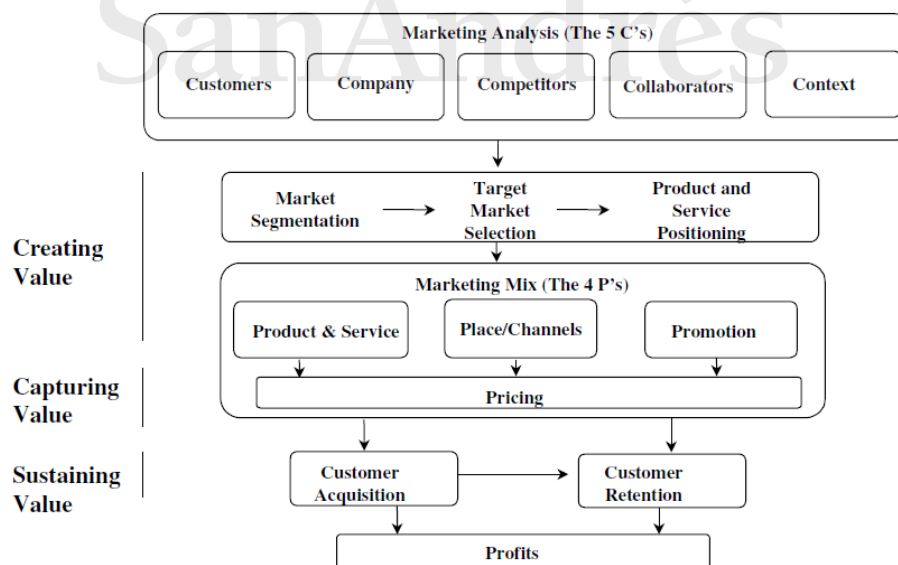 SanAndrés
Marketing Analysis (The 5 C's)
Customers
Company
Competitors
Collaborators
Context
Creating
Value
Market
Segmentation
Target
Market
Selection
Product and
Service
Positioning
Marketing Mix (The 4 P's)
Product & Service
Place/Channels
Promotion
Capturing
Value
Pricing
Sustaining
Value
Customer
Acquisition
Customer
Retention
Profits